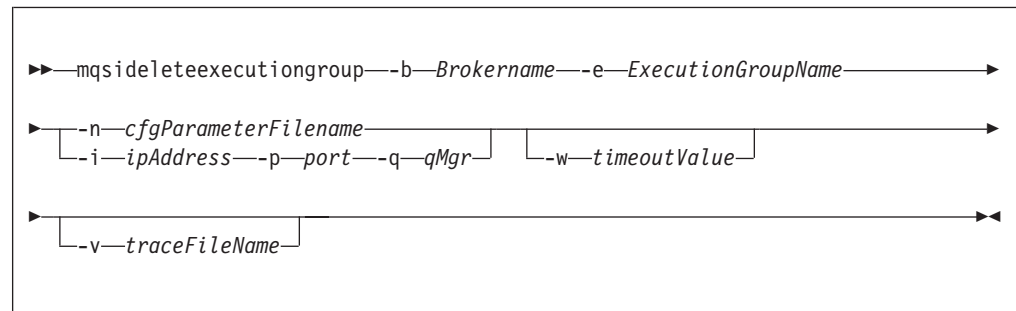 mqsideleteexecutiongroup -b Brokername -e ExecutionGroupName
-n cfgParameterFilename
-i ipAddress -p port -q qMgr -w timeoutValue
-v traceFileName